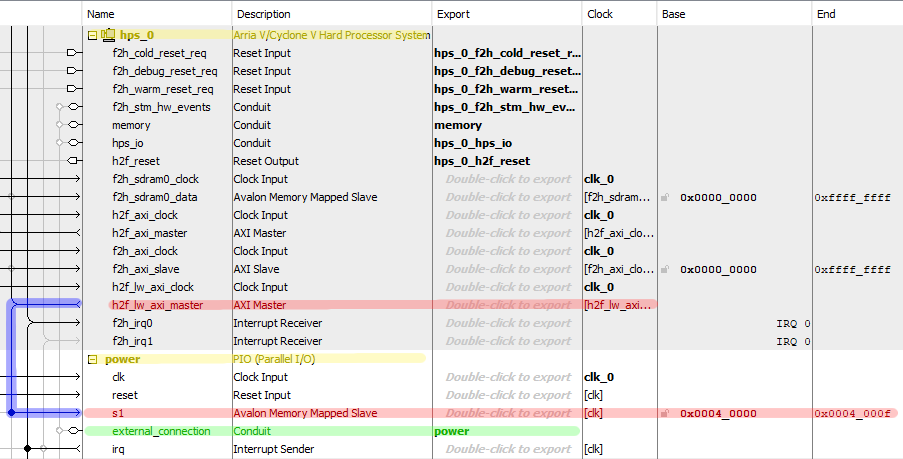 Name Description Export Clock Base End
hps_0 Arria V/Cyclone V Hard Processor System
f2h_cold_reset_req Reset Input hps_0_f2h_cold_reset_r...
f2h_debug_reset_req Reset Input hps_0_f2h_debug_reset...
f2h_warm_reset_req Reset Input hps_0_f2h_warm_reset...
f2h_stm_hw_events Conduit hps_0_f2h_stm_hw_ev...
memory Conduit memory
hps_io Conduit hps_0_hps_io
h2f_reset Reset Output hps_0_h2f_reset
f2h_sdram0_clock Clock Input Double-click to export clk_0
f2h_sdram0_data Avalon Memory Mapped Slave Double-click to export [f2h_sdram... 0x0000_0000 0xffff_ffff
h2f_axi_clock Clock Input Double-click to export clk_0
h2f_axi_master AXI Master Double-click to export [h2f_axi_clo...
f2h_axi_clock Clock Input Double-click to export clk_0
f2h_axi_slave AXI Slave Double-click to export [f2h_axi_clo... 0x0000_0000 0xffff_ffff
h2f_lw_axi_clock Clock Input Double-click to export clk_0
h2f_lw_axi_master AXI Master Double-click to export [h2f_lw_axi...
f2h_irq0 Interrupt Receiver Double-click to export IRQ 0
f2h_irq1 Interrupt Receiver Double-click to export IRQ 0
power PIO (Parallel I/O)
clk Clock Input Double-click to export clk_0
reset Reset Input Double-click to export [clk]
s1 Avalon Memory Mapped Slave Double-click to export [clk] 0x0004_0000 0x0004_000f
external_connection Conduit power
irq Interrupt Sender Double-click to export [clk]